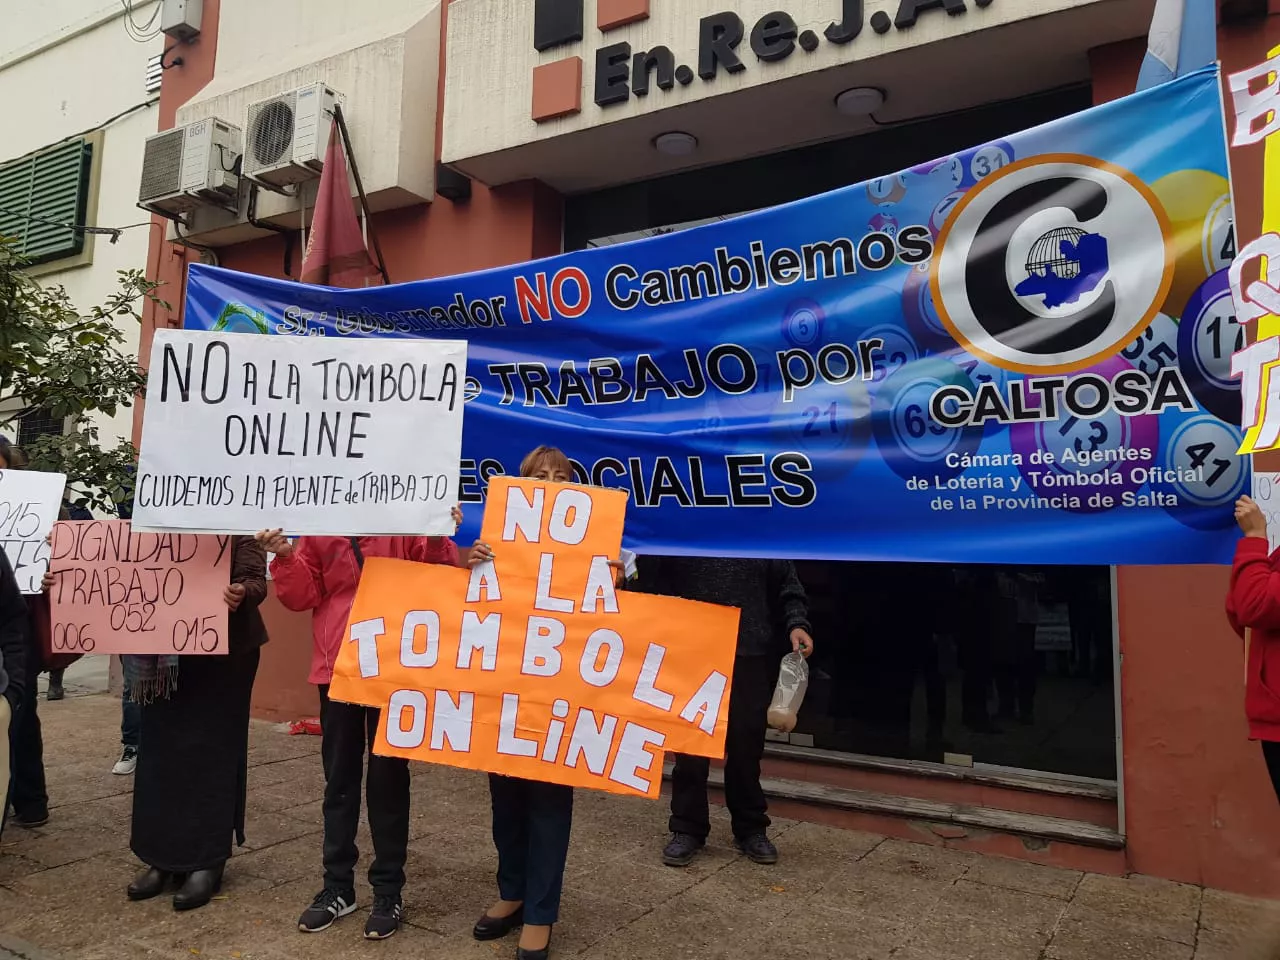 En.Re.J.A.
BGH
Sr.: Gobernador NO Cambiemos
TRABAJO por
SOCIALES
CALTOSA
Cámara de Agentes
de Lotería y Tómbola Oficial
de la Provincia de Salta
NO A LA TOMBOLA
ONLINE
CUIDEMOS LA FUENTE de TRABAJO
DIGNIDAD Y
TRABAJO
052
006
015
015
NO
A LA
TOMBOLA
ON LiNE